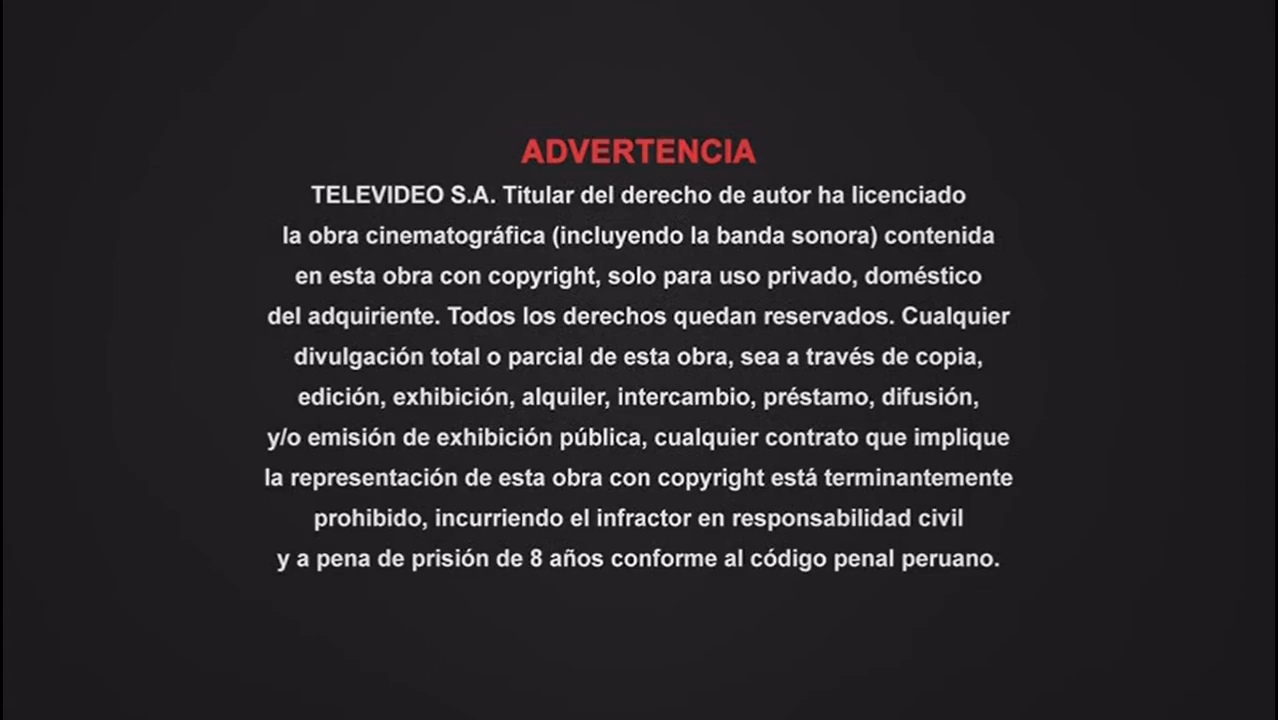 ADVERTENCIA
TELEVIDEO S.A. Titular del derecho de autor ha licenciado
la obra cinematográfica (incluyendo la banda sonora) contenida
en esta obra con copyright, solo para uso privado, doméstico
del adquiriente. Todos los derechos quedan reservados. Cualquier
divulgación total o parcial de esta obra, sea a través de copia,
edición, exhibición, alquiler, intercambio, préstamo, difusión,
y/o emisión de exhibición pública, cualquier contrato que implique
la representación de esta obra con copyright está terminantemente
prohibido, incurriendo el infractor en responsabilidad civil
y a pena de prisión de 8 años conforme al código penal peruano.